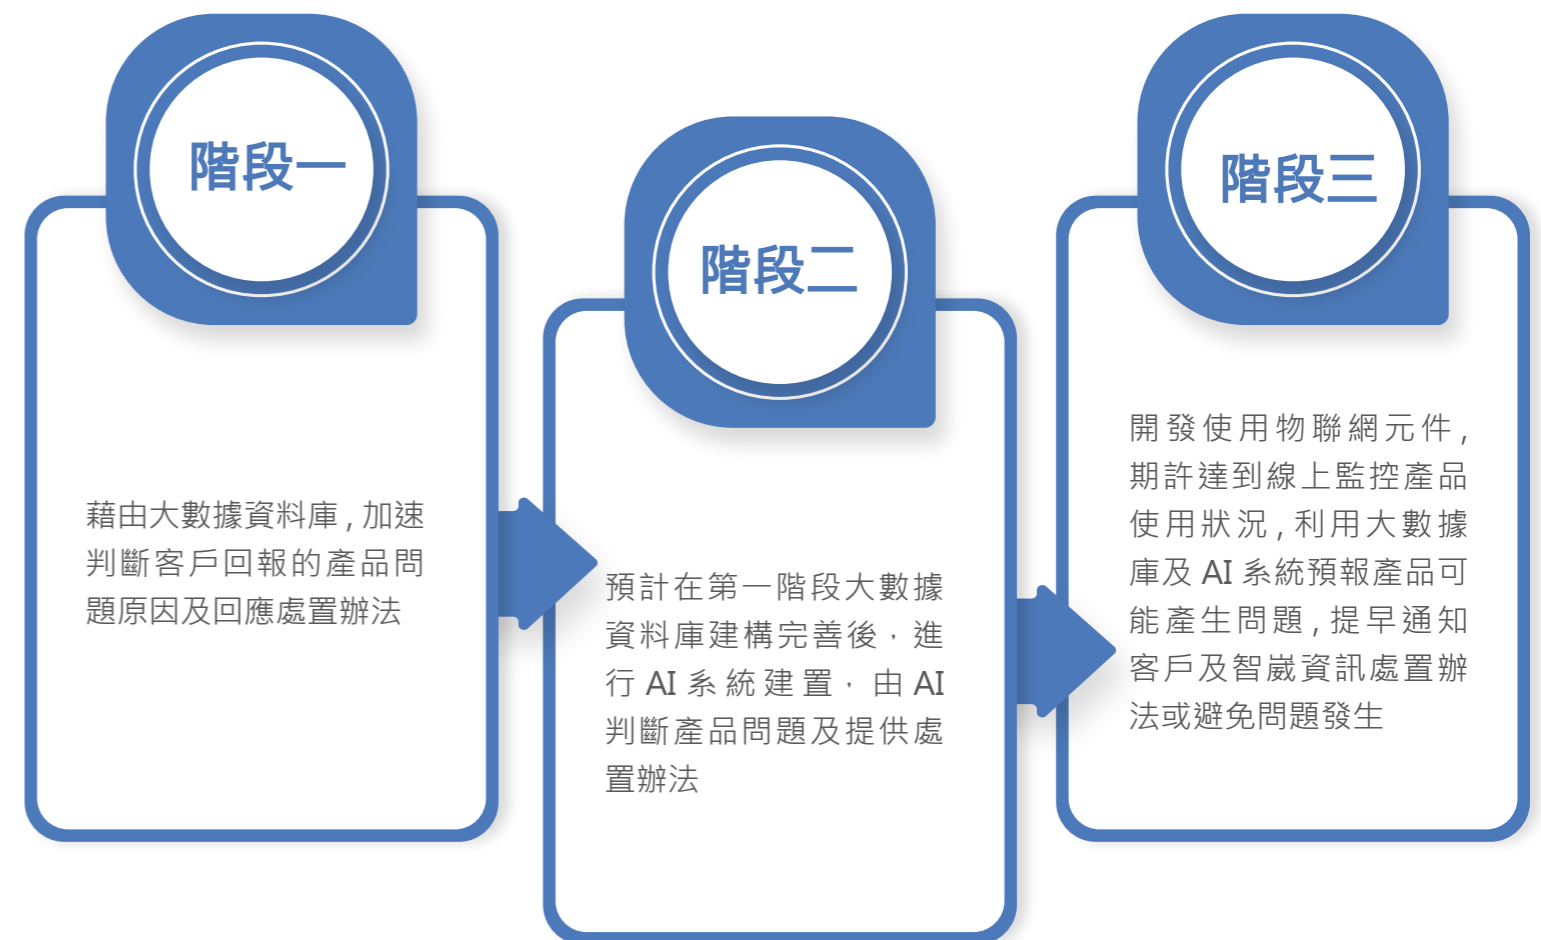 階段一
藉由大數據資料庫,加速
判斷客戶回報的產品問
題原因及回應處置辦法
階段二
預計在第一階段大數據
資料庫建構完善後,進
行 AI 系統建置,由 AI
判斷產品問題及提供處
置辦法
階段三
開發使用物聯網元件,
期許達到線上監控產品
使用狀況,利用大數據
庫及 AI 系統預報產品可
能產生問題,提早通知
客戶及智崴資訊處置辦
法或避免問題發生